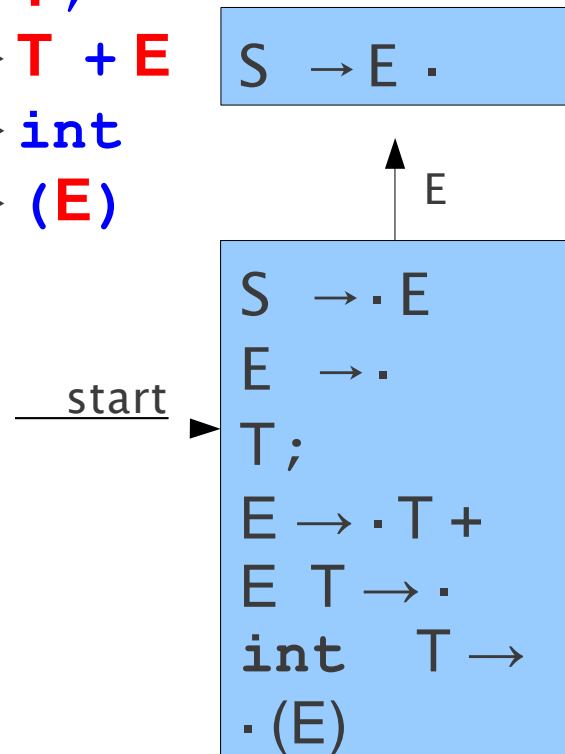 T;
→ T + E
→ int
→ (E)
S → E ·
E
start
S → · E
E → ·
T;
E → · T +
E T → ·
int T →
· (E)